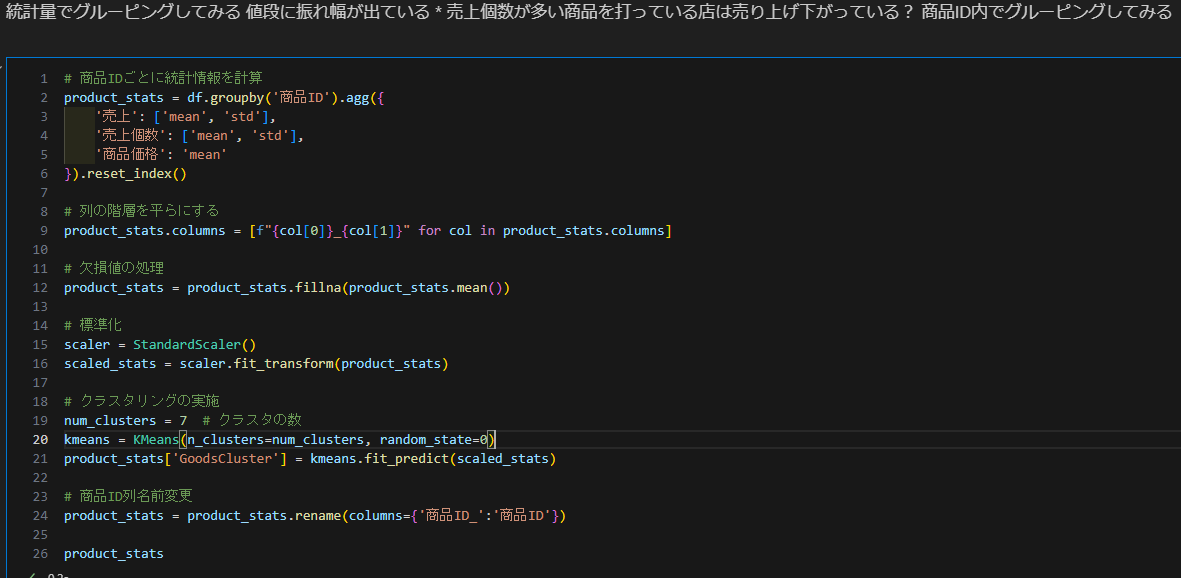 統計量でグルーピングしてみる 値段に振れ幅が出ている * 売上個数が多い商品を打っている店は売り上げ下がっている？ 商品ID内でグルーピングしてみる
1 # 商品IDごとに統計情報を計算
2 product_stats = df.groupby('商品ID').agg({
3     '売上': ['mean', 'std'],
4     '売上個数': ['mean', 'std'],
5     '商品価格': 'mean'
6 }).reset_index()
7
8 # 列の階層を平らにする
9 product_stats.columns = [f"{col[0]}_{col[1]}" for col in product_stats.columns]
10
11 # 欠損値の処理
12 product_stats = product_stats.fillna(product_stats.mean())
13
14 # 標準化
15 scaler = StandardScaler()
16 scaled_stats = scaler.fit_transform(product_stats)
17
18 # クラスタリングの実施
19 num_clusters = 7  # クラスタの数
20 kmeans = KMeans(n_clusters=num_clusters, random_state=0)
21 product_stats['GoodsCluster'] = kmeans.fit_predict(scaled_stats)
22
23 # 商品ID列名前変更
24 product_stats = product_stats.rename(columns={'商品ID_':'商品ID'})
25
26 product_stats